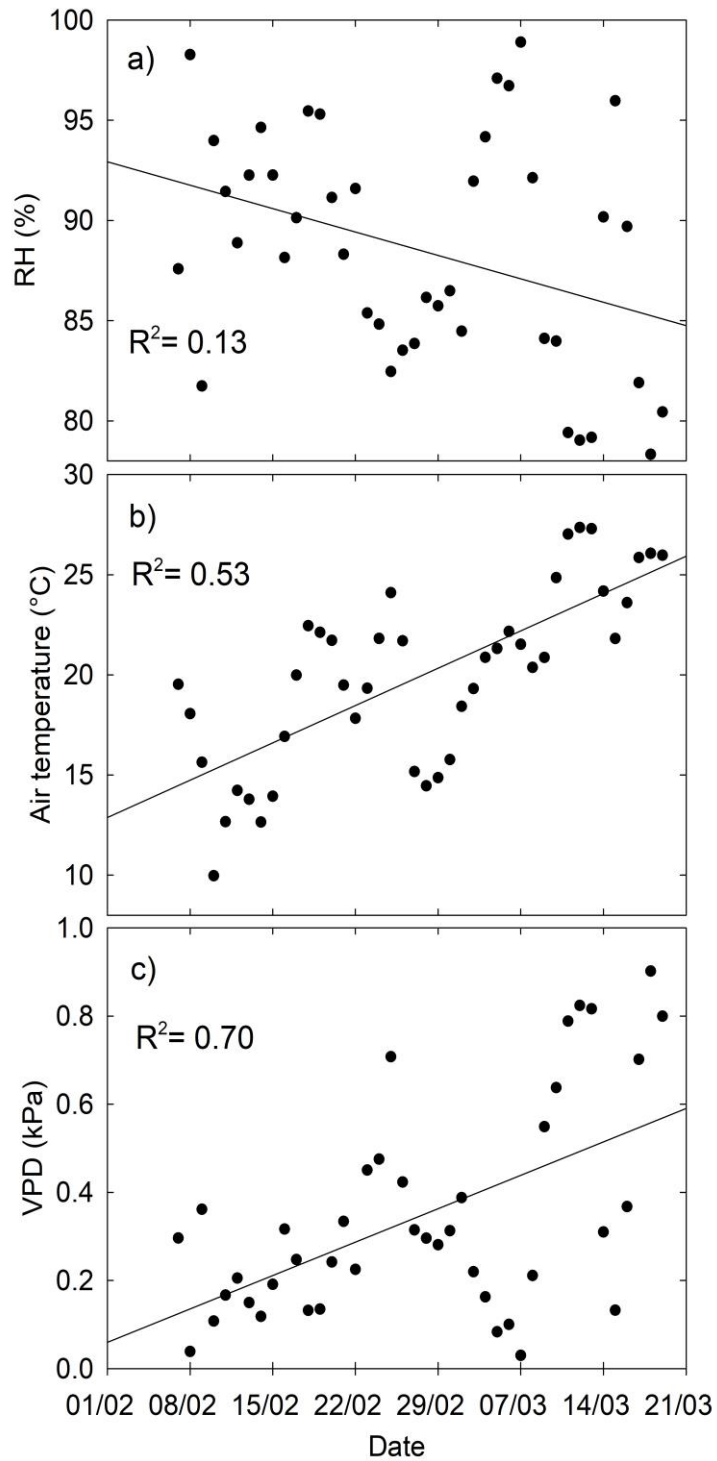 100
a)
95
90
RH (%)
85
R²= 0.13
80
30
b)
R²= 0.53
25
20
Air temperature (°C)
15
10
1.0
c)
0.8
R²= 0.70
0.6
VPD (kPa)
0.4
0.2
0.0
01/02 08/02 15/02 22/02 29/02 07/03 14/03 21/03
Date